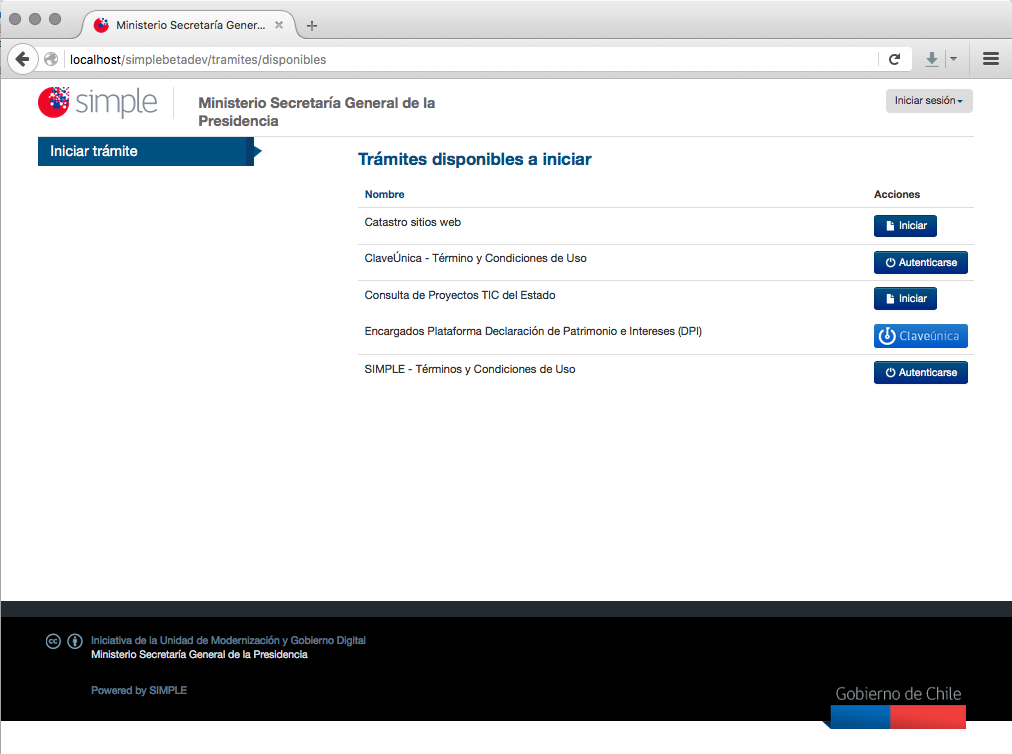 Ministerio Secretaría Gener...
localhost/simplebetadev/tramites/disponibles
simple
Ministerio Secretaría General de la
Presidencia
Iniciar sesión
Iniciar trámite
Trámites disponibles a iniciar
Nombre Acciones
Catastro sitios web Iniciar
ClaveÚnica - Término y Condiciones de Uso Autenticarse
Consulta de Proyectos TIC del Estado Iniciar
Encargados Plataforma Declaración de Patrimonio e Intereses (DPI) Claveúnica
SIMPLE - Términos y Condiciones de Uso Autenticarse
cc
Iniciativa de la Unidad de Modernización y Gobierno Digital
Ministerio Secretaría General de la Presidencia
Powered by SIMPLE
Gobierno de Chile